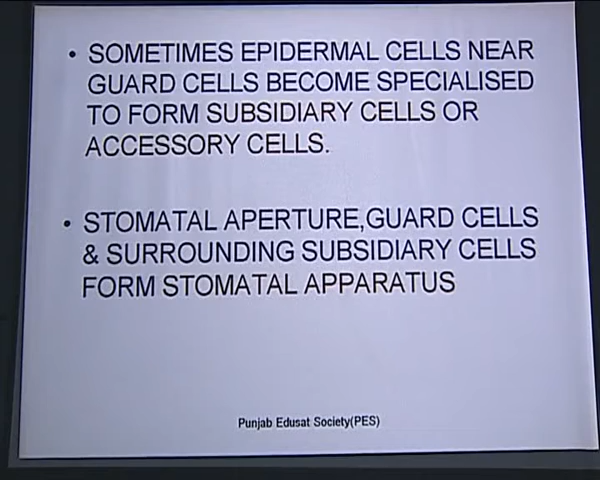 • SOMETIMES EPIDERMAL CELLS NEAR
GUARD CELLS BECOME SPECIALISED
TO FORM SUBSIDIARY CELLS OR
ACCESSORY CELLS.
• STOMATAL APERTURE,GUARD CELLS
& SURROUNDING SUBSIDIARY CELLS
FORM STOMATAL APPARATUS
Punjab Edusat Society(PES)